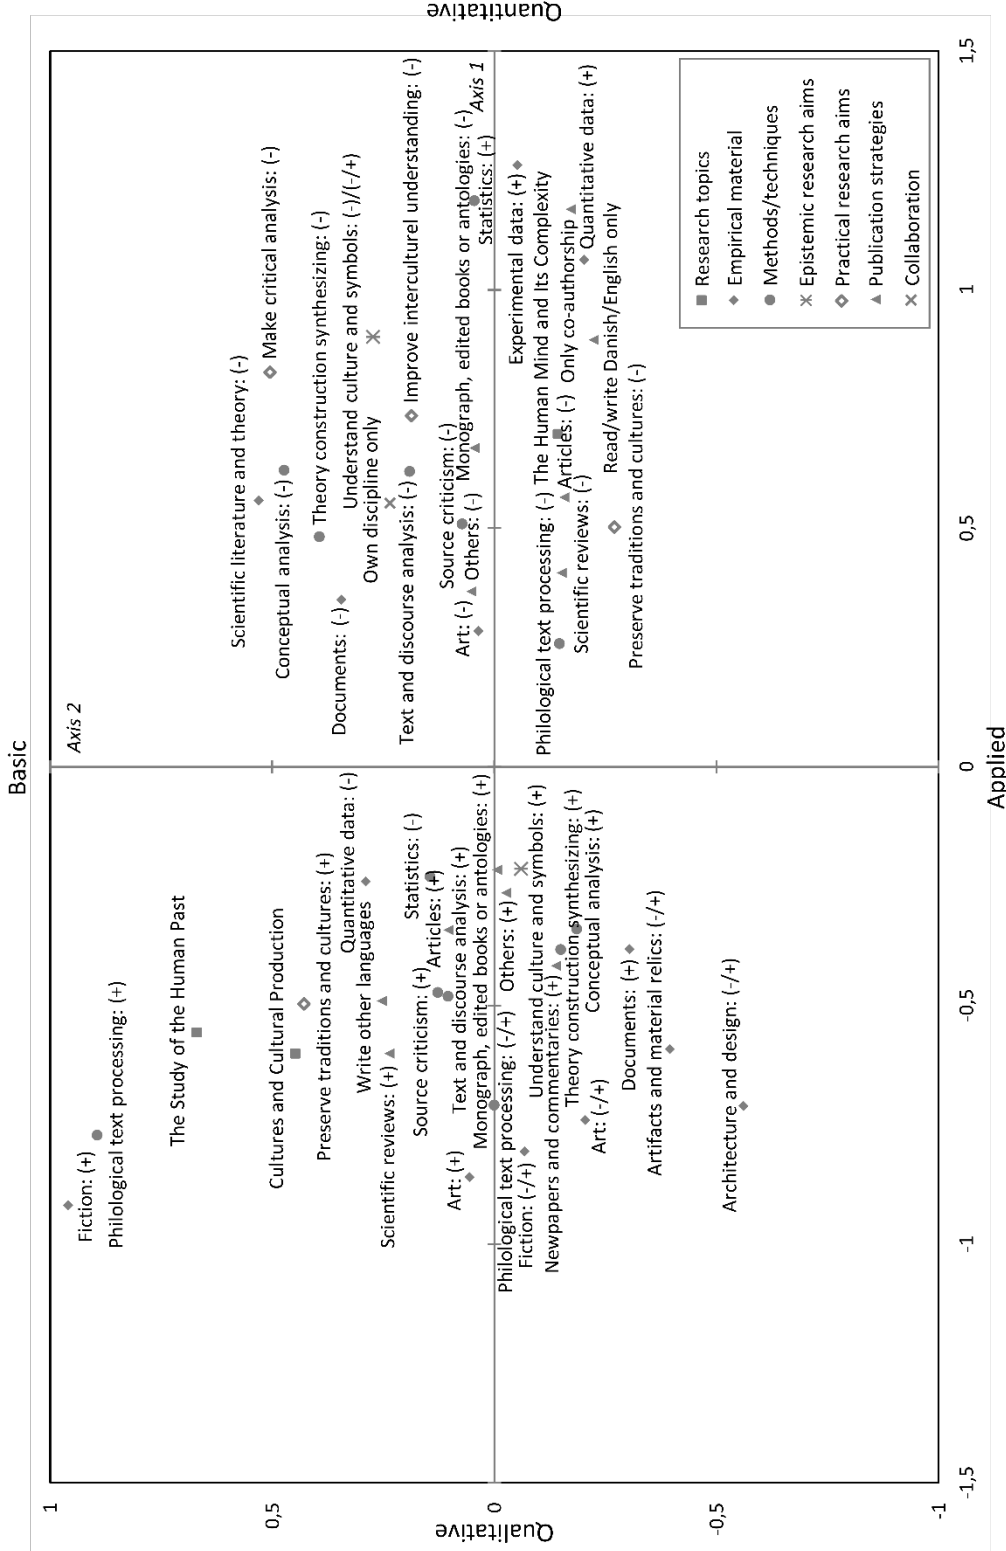 Basic
Axis 2
Qualitative
Quantitative
Axis 1
Applied
1
0,5
0
-0,5
-1
-1,5
-1
-0,5
0
0,5
1
1,5
Fiction: (+)
Philological text processing: (+)
The Study of the Human Past
Cultures and Cultural Production
Preserve traditions and cultures: (+)
Quantitative data: (-)
Write other languages
Scientific reviews: (+)
Statistics: (-)
Articles: (+)
Source criticism: (+)
Text and discourse analysis: (+)
Monograph, edited books or antologies: (+)
Art: (+)
Philological text processing: (-/+)
Others: (+)
Fiction: (-/+)
Understand culture and symbols: (+)
Newpapers and commentaries: (+)
Theory construction synthesizing: (+)
Conceptual analysis: (+)
Art: (-/+)
Documents: (+)
Artifacts and material relics: (-/+)
Architecture and design: (-/+)
Scientific literature and theory: (-)
Make critical analysis: (-)
Conceptual analysis: (-)
Theory construction synthesizing: (-)
Documents: (-)
Understand culture and symbols: (-)/(-/+)
Own discipline only
Text and discourse analysis: (-)
Improve interculturel understanding: (-)
Source criticism: (-)
Monograph, edited books or antologies: (-)
Others: (-)
Art: (-)
Statistics: (+)
Experimental data: (+)
The Human Mind and Its Complexity
Philological text processing: (-)
Articles: (-)
Only co-authorship
Scientific reviews: (-)
Quantitative data: (+)
Read/write Danish/English only
Preserve traditions and cultures: (-)
Research topics
Empirical material
Methods/techniques
Epistemic research aims
Practical research aims
Publication strategies
Collaboration